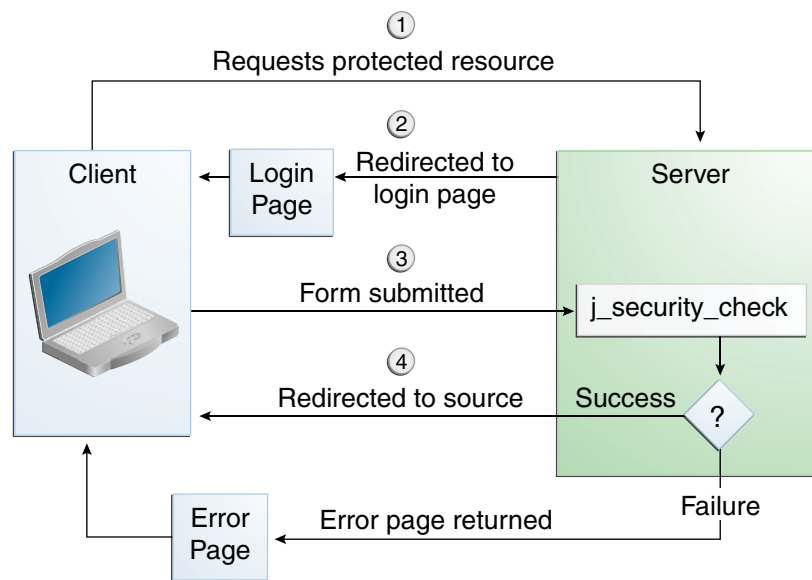 1
Requests protected resource
Client
2
Login
Page
Redirected to
login page
Server
3
Form submitted
j_security_check
4
Redirected to source
Success
?
Failure
Error page returned
Error
Page